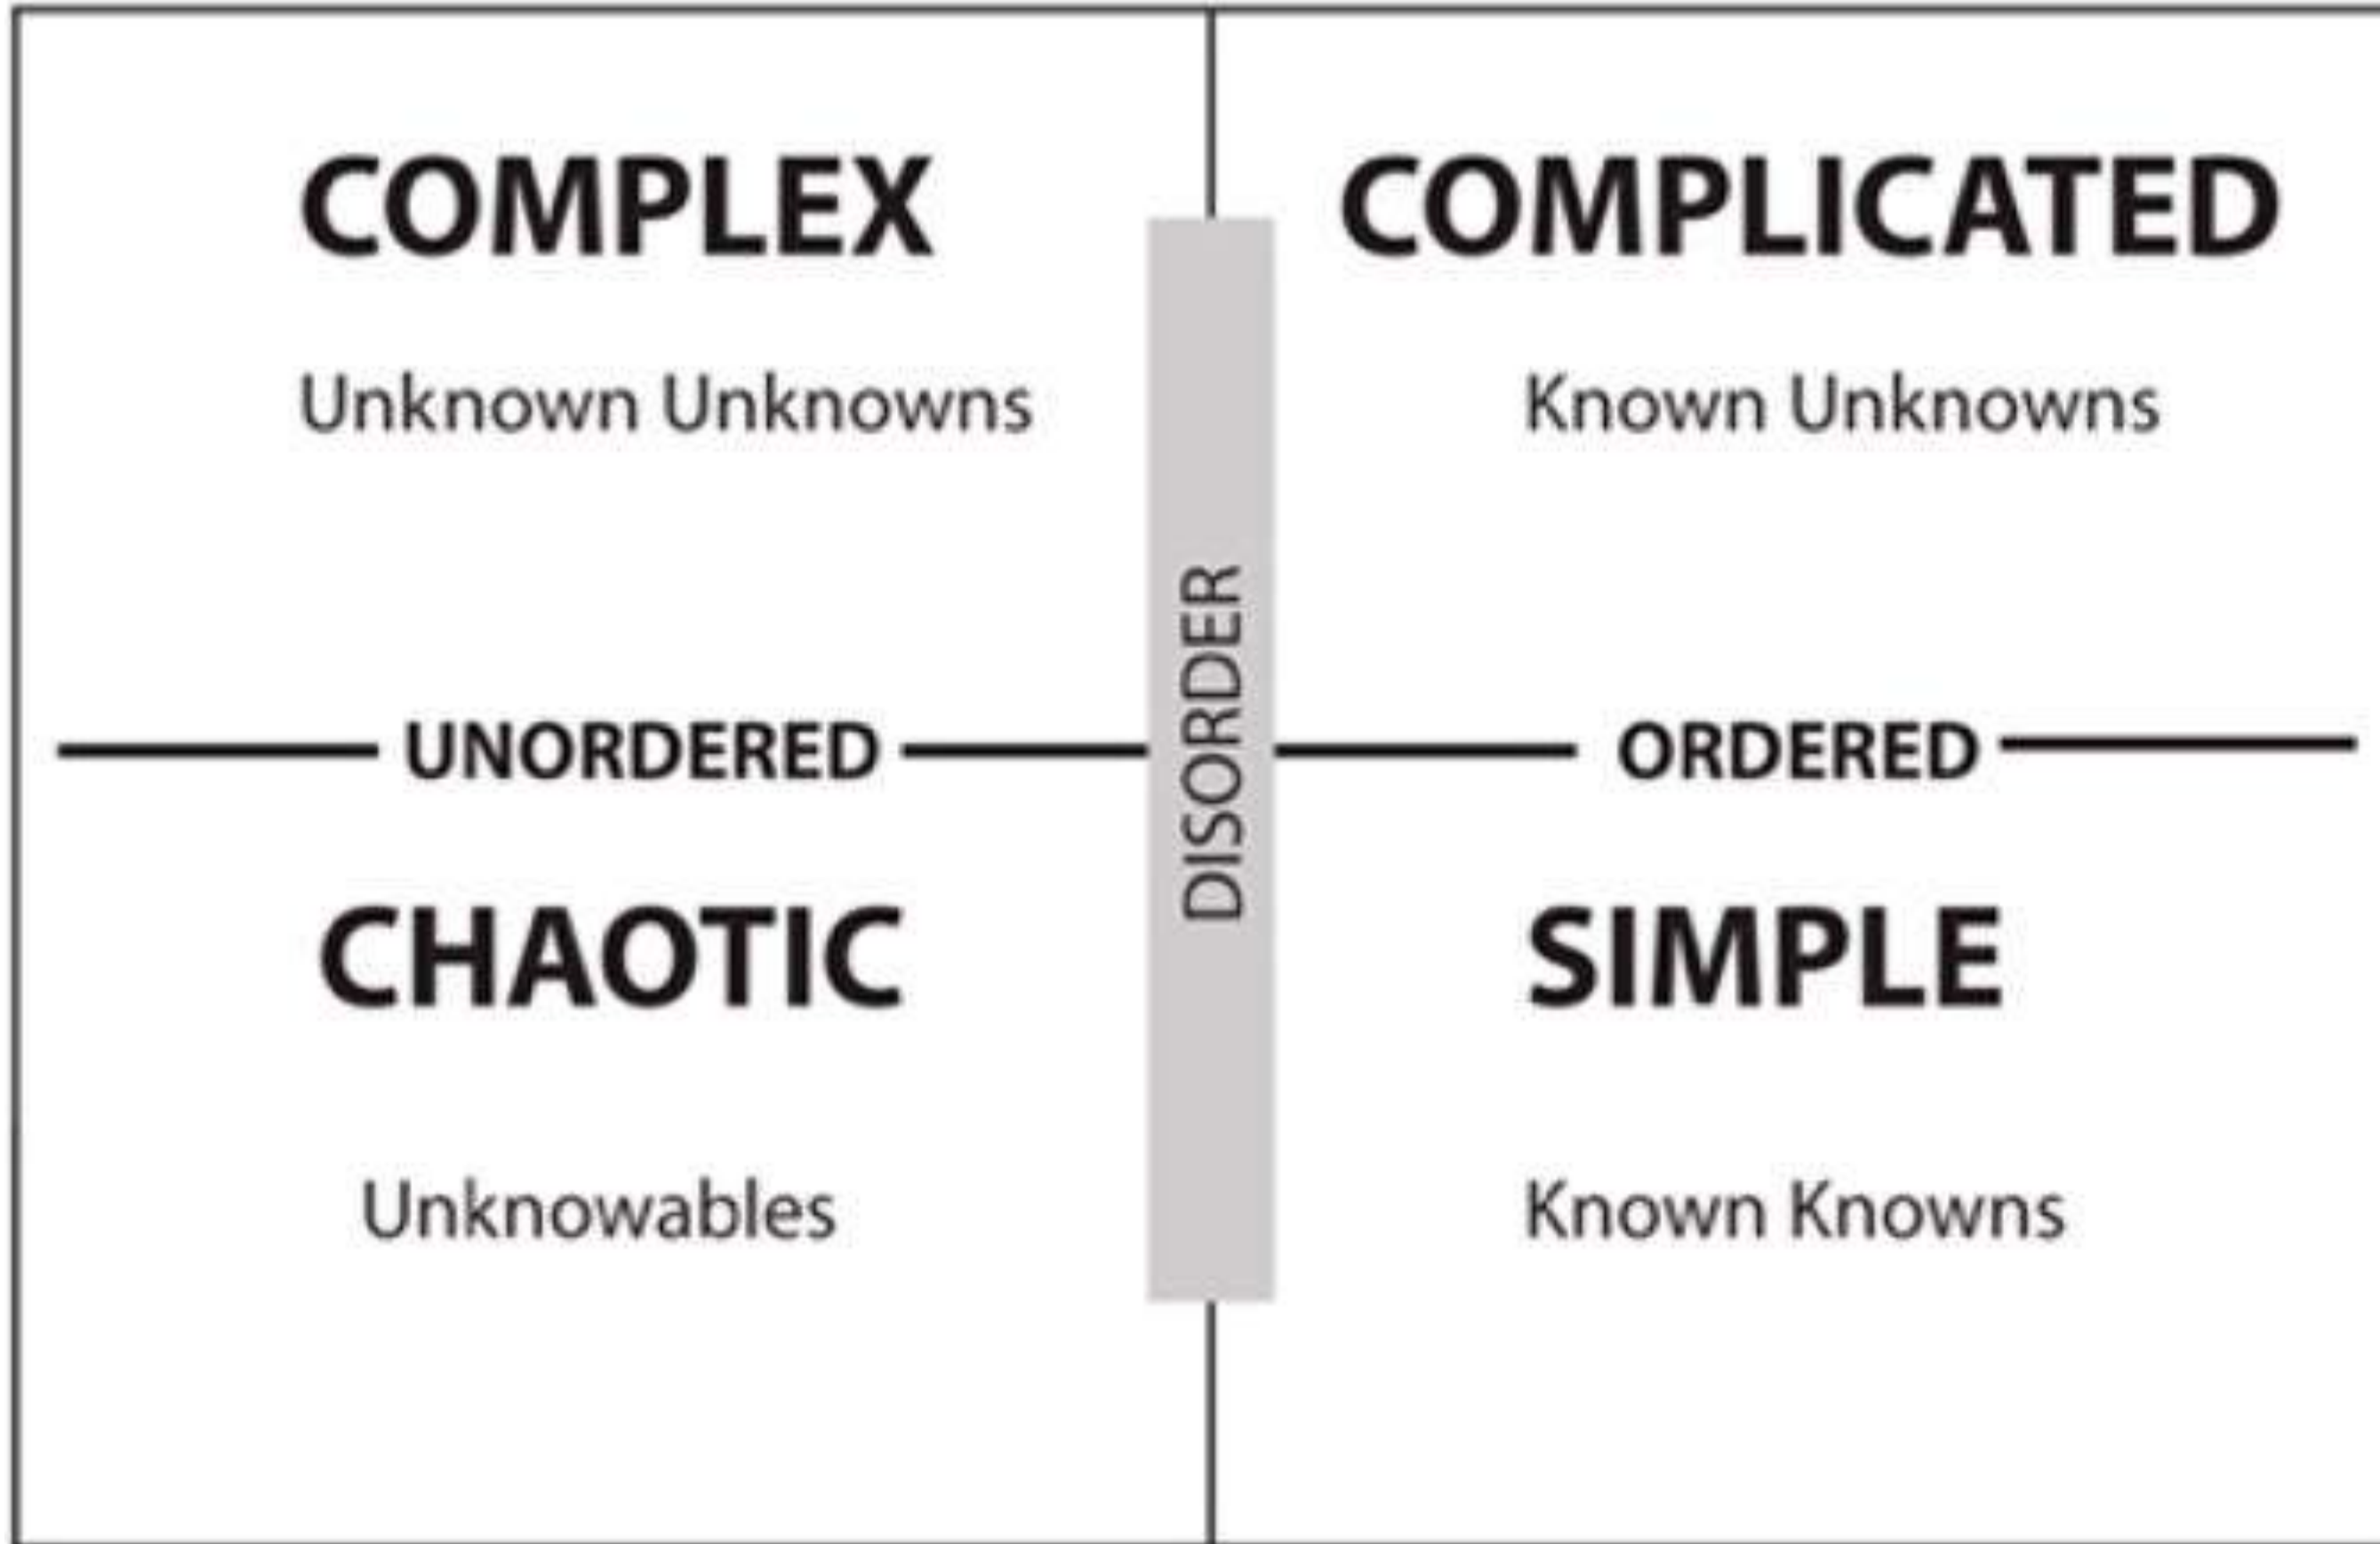 COMPLEX
Unknown Unknowns
COMPLICATED
Known Unknowns
DISORDER
UNORDERED
ORDERED
CHAOTIC
Unknowables
SIMPLE
Known Knowns